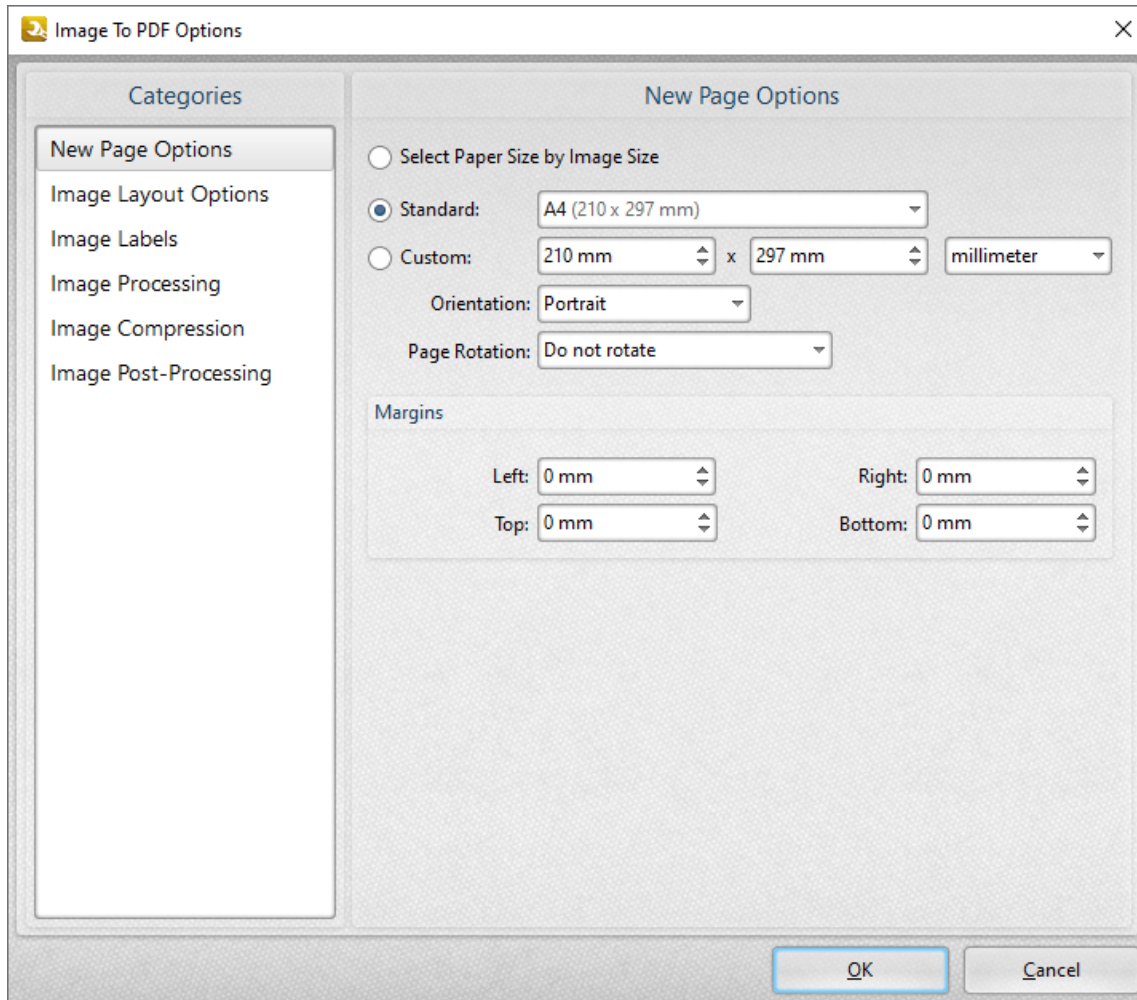 Image To PDF Options
Categories
New Page Options
Image Layout Options
Image Labels
Image Processing
Image Compression
Image Post-Processing
New Page Options
Select Paper Size by Image Size
Standard: A4 (210 x 297 mm)
Custom: 210 mm x 297 mm millimeter
Orientation: Portrait
Page Rotation: Do not rotate
Margins
Left: 0 mm Right: 0 mm
Top: 0 mm Bottom: 0 mm
OK Cancel